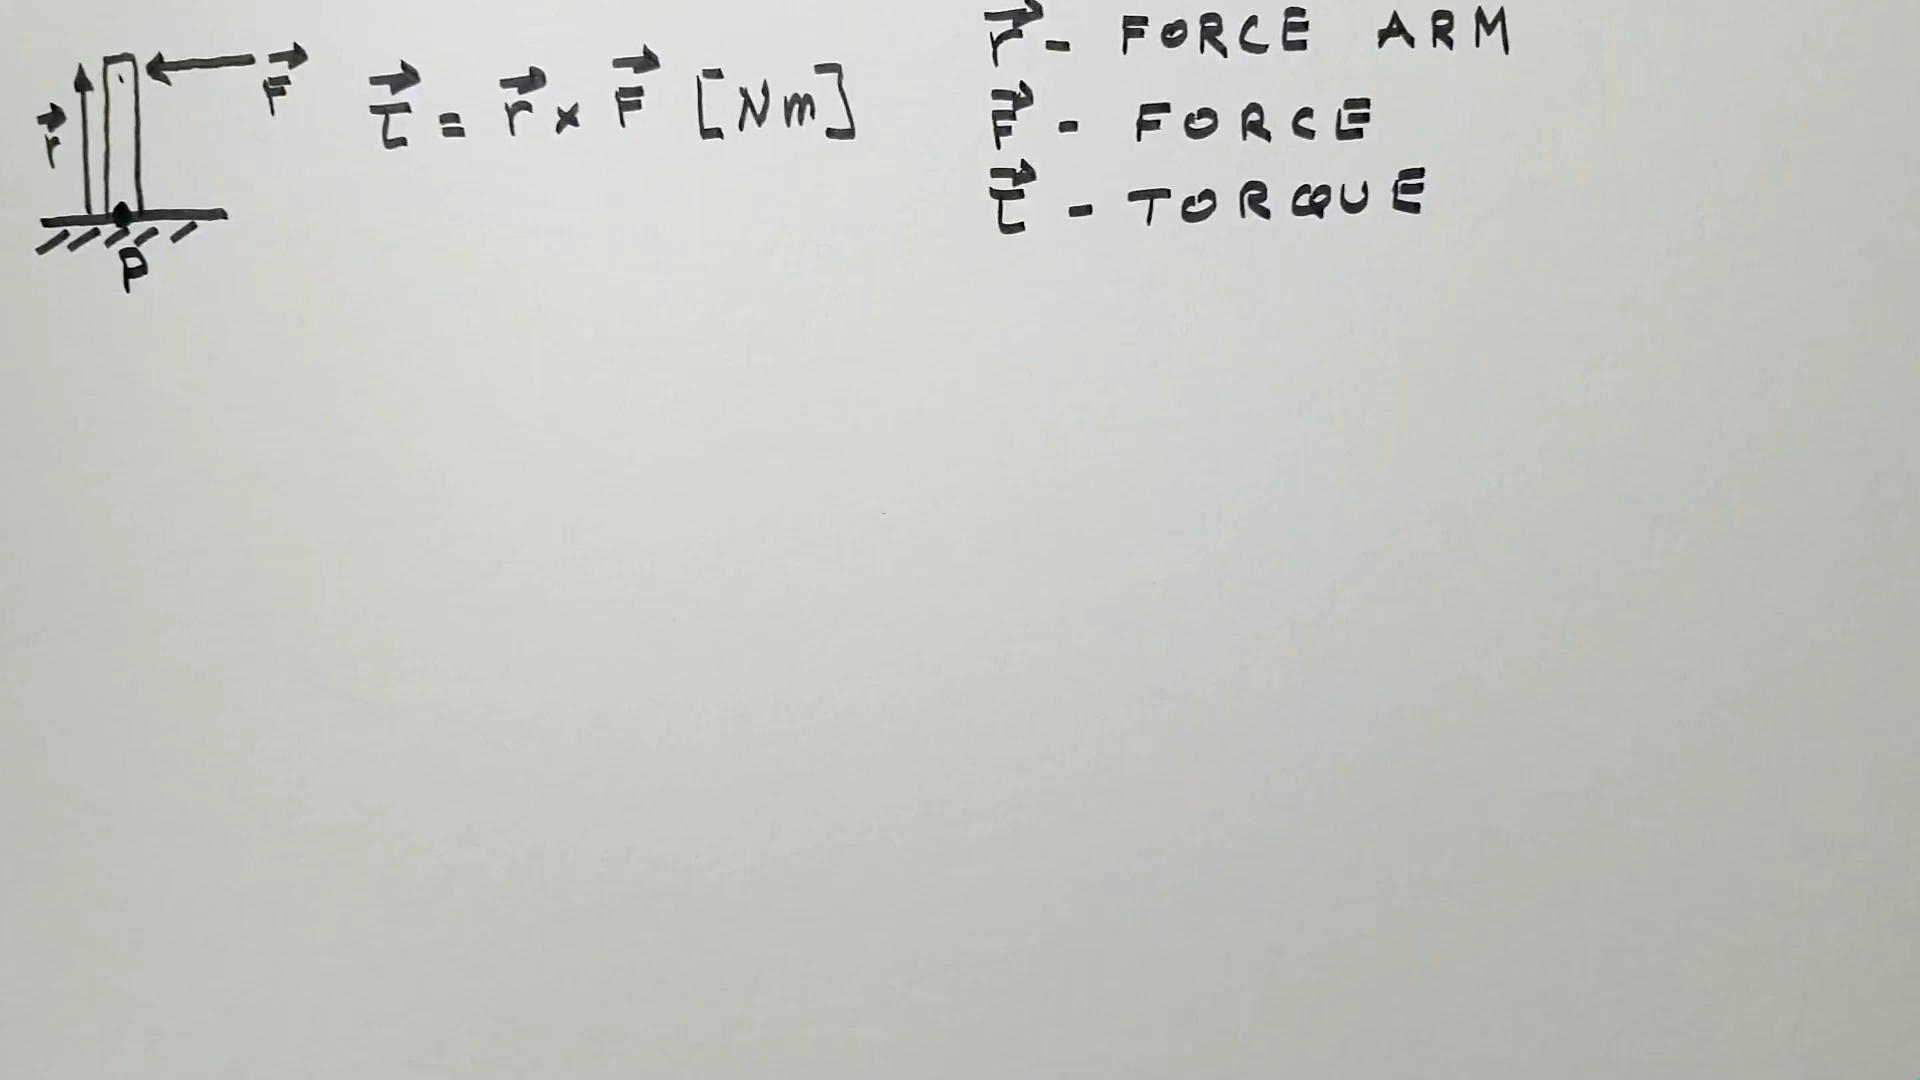 r⃗ - FORCE ARM
F⃗
r⃗
τ⃗ = r⃗ × F⃗ [Nm]
F⃗ - FORCE
τ⃗ - TORQUE
P